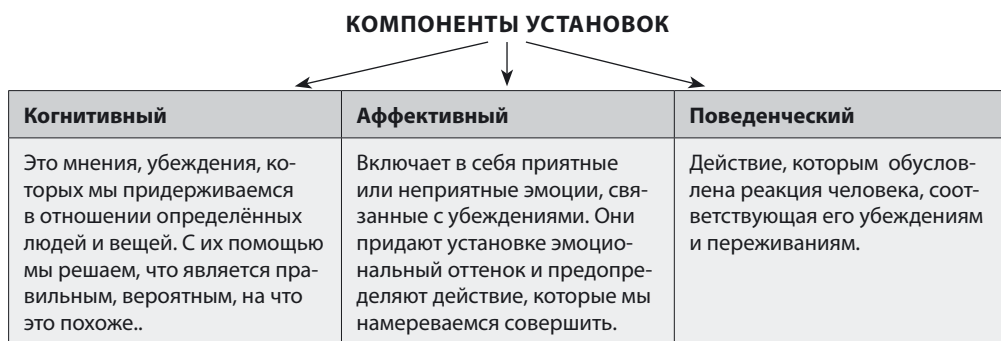 КОМПОНЕНТЫ УСТАНОВОК
Когнитивный
Это мнения, убеждения, ко-
торых мы придерживаемся
в отношении определённых
людей и вещей. С их помощью
мы решаем, что является пра-
вильным, вероятным, на что
это похоже..
Аффективный
Включает в себя приятные
или неприятные эмоции, свя-
занные с убеждениями. Они
придают установке эмоцио-
нальный оттенок и предопре-
деляют действие, которые мы
намереваемся совершить.
Поведенческий
Действие, которым обуслов-
лена реакция человека, соот-
ветствующая его убеждениям
и переживаниям.